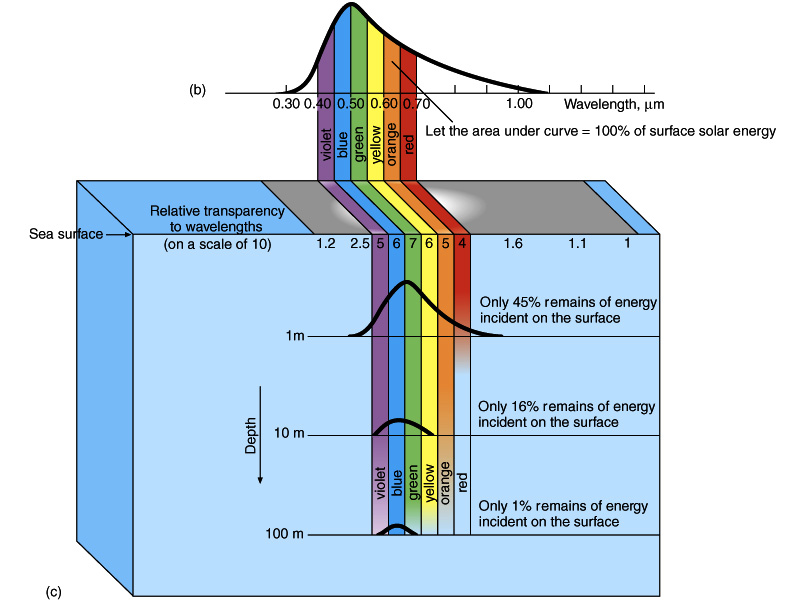 (b)
0.30 0.40 0.50 0.60 0.70 1.00 Wavelength, μm
Let the area under curve = 100% of surface solar energy
violet
blue
green
yellow
orange
red
Relative transparency
to wavelengths
(on a scale of 10)
Sea surface
1.2 2.5 5 6 7 6 5 4 1.6 1.1 1
Only 45% remains of energy
incident on the surface
1m
Only 16% remains of energy
incident on the surface
10 m
Depth
violet
blue
green
yellow
orange
red
Only 1% remains of energy
incident on the surface
100 m
(c)